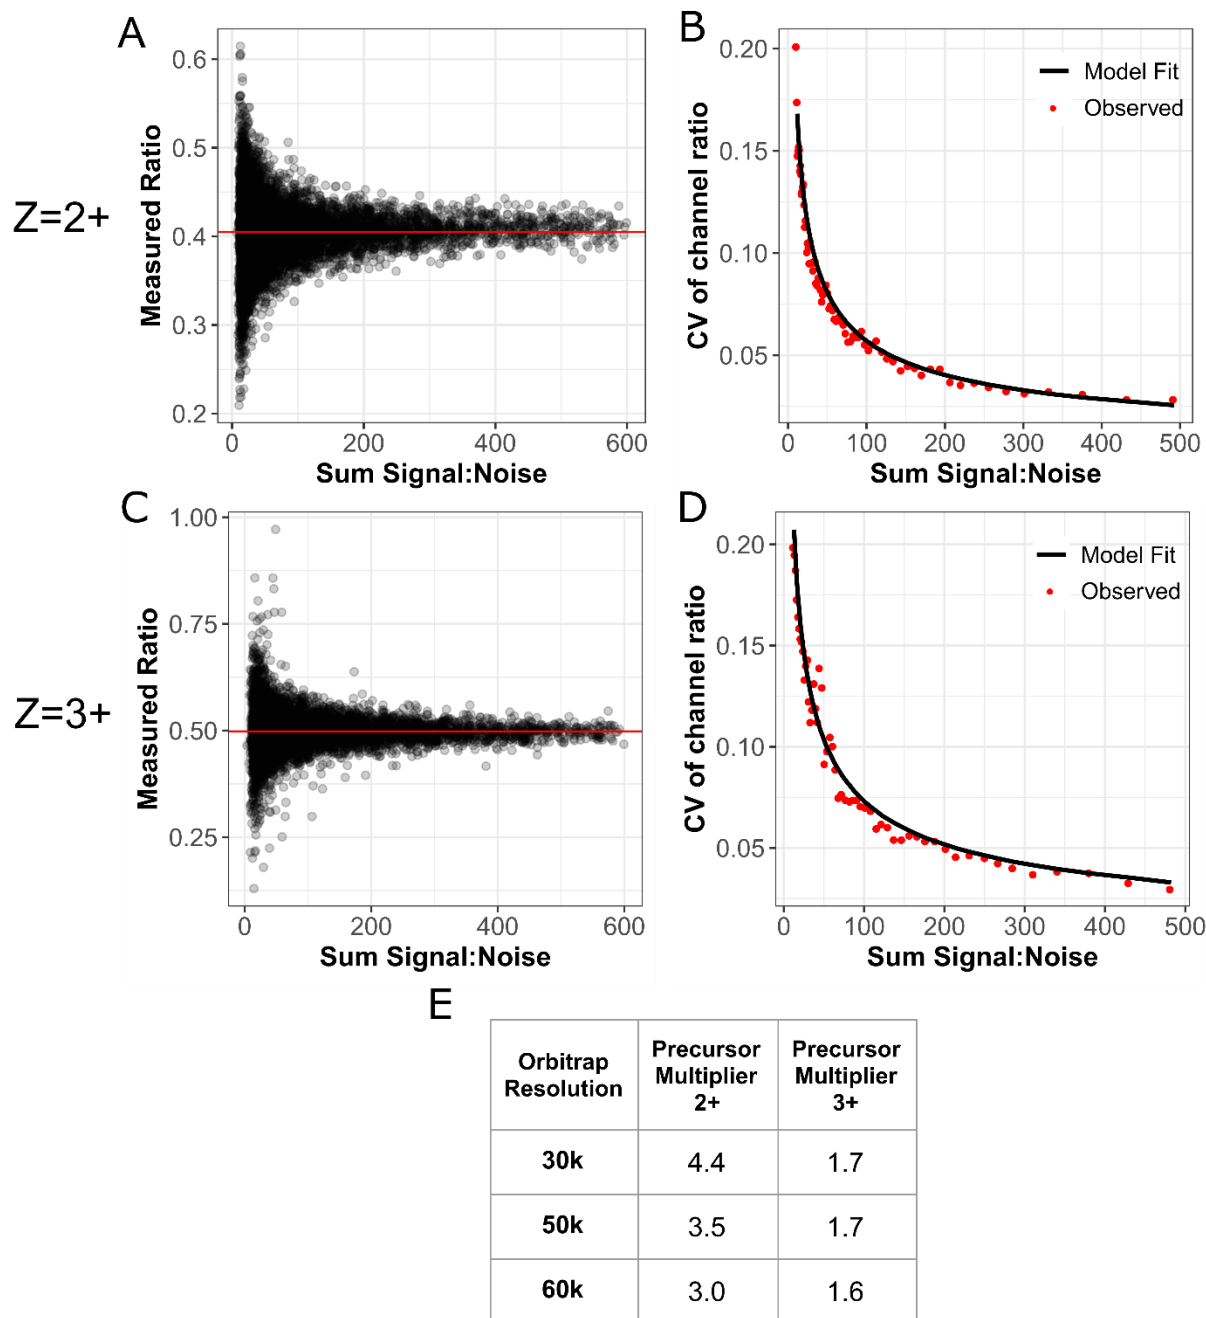 A
Z=2+
Measured Ratio
0.6
0.5
0.4
0.3
0.2
0
200
400
600
Sum Signal:Noise
B
CV of channel ratio
0.20
0.15
0.10
0.05
Model Fit
Observed
0
100
200
300
400
500
Sum Signal:Noise
C
Z=3+
Measured Ratio
1.00
0.75
0.50
0.25
0
200
400
600
Sum Signal:Noise
D
CV of channel ratio
0.20
0.15
0.10
0.05
Model Fit
Observed
0
100
200
300
400
500
Sum Signal:Noise
E
Orbitrap
Resolution
Precursor
Multiplier
2+
Precursor
Multiplier
3+
30k 4.4 1.7
50k 3.5 1.7
60k 3.0 1.6